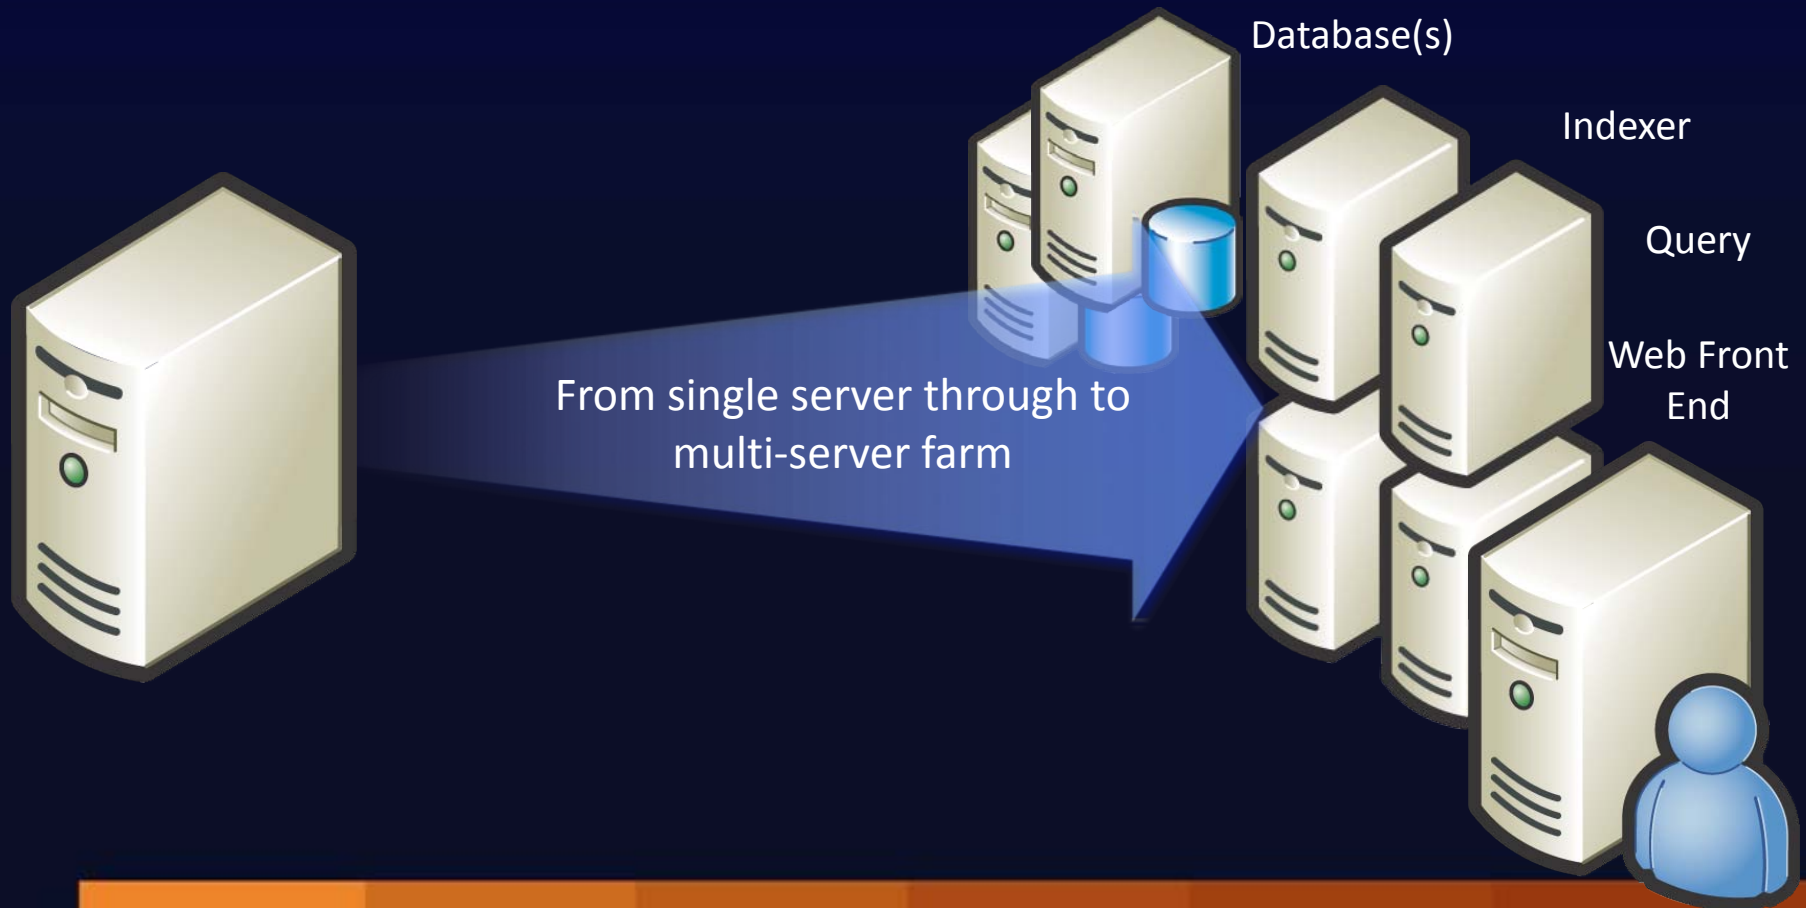 Database(s)
Indexer
Query
Web Front
End
From single server through to
multi-server farm